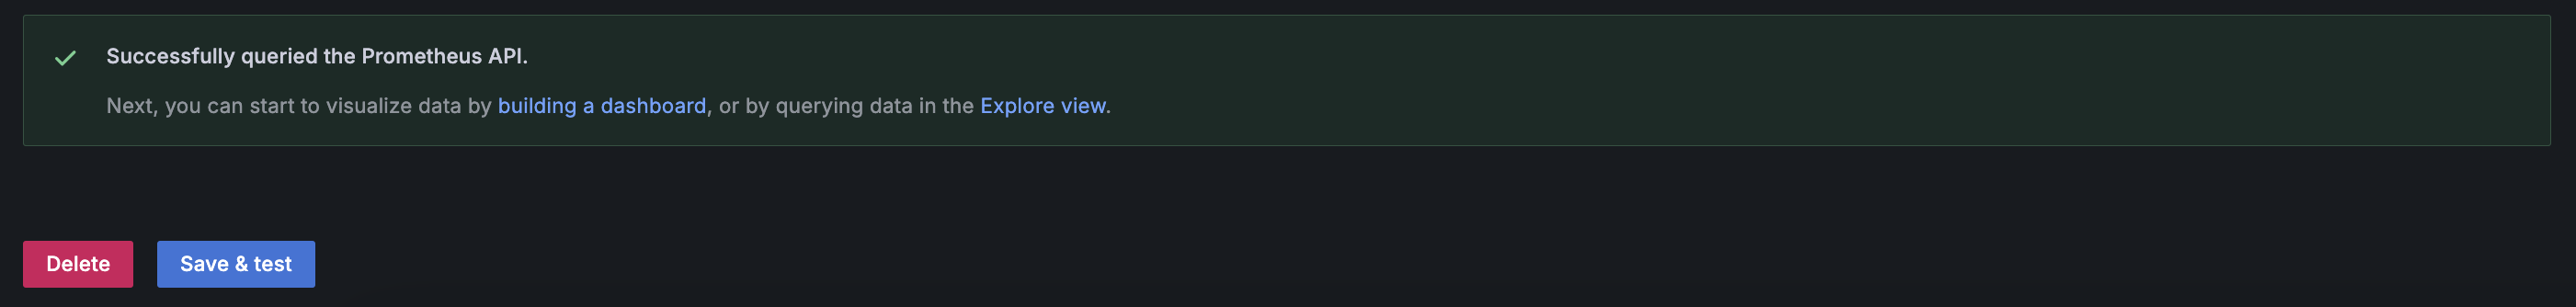 Successfully queried the Prometheus API.
Next, you can start to visualize data by building a dashboard, or by querying data in the Explore view.
Delete Save & test